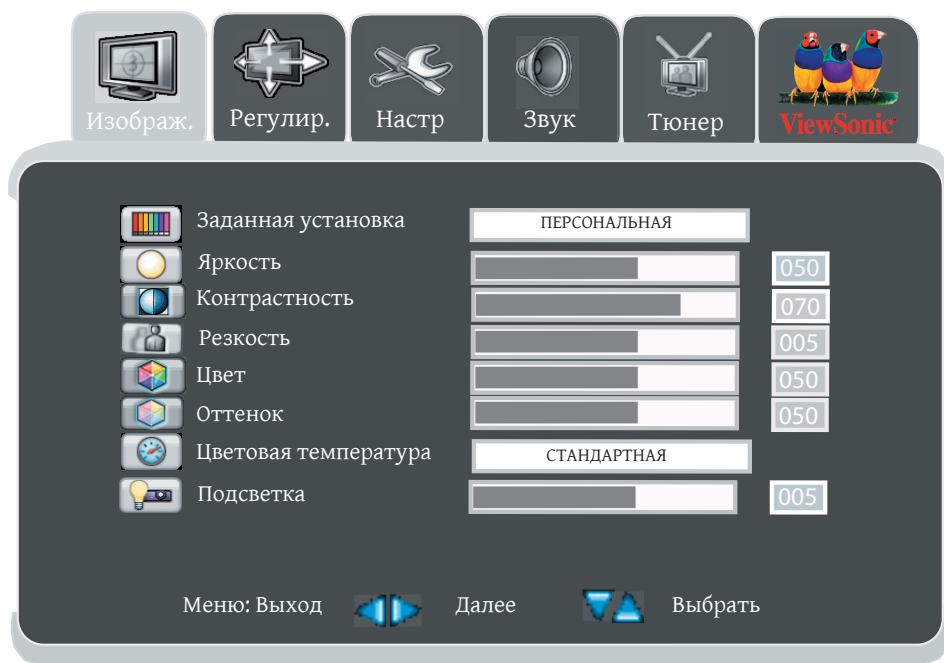 Изображ. Регулир. Настр Звук Тюнер ViewSonic
Заданная установка ПЕРСОНАЛЬНАЯ
Яркость 050
Контрастность 070
Резкость 005
Цвет 050
Оттенок 050
Цветовая температура СТАНДАРТНАЯ
Подсветка 005
Меню: Выход Далее Выбрать